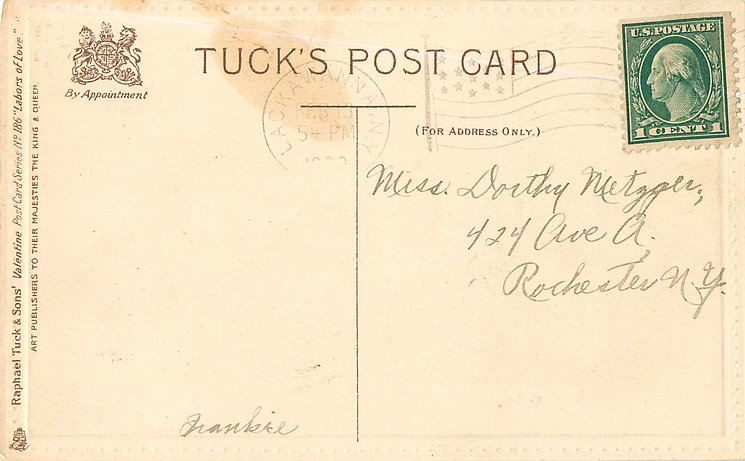 TUCK'S POST CARD
By Appointment
(FOR ADDRESS ONLY.)
LACKAWANNA, N.Y.
FEB 13
5 - PM
U.S. POSTAGE
1 CENT 1
Miss. Dorthy Metzger,
424 Ave A,
Rochester N.Y.
Frankie
Raphael Tuck & Sons' Valentine Post Card Series Nº 186 "Labors of Love."
ART PUBLISHERS TO THEIR MAJESTIES THE KING & QUEEN.